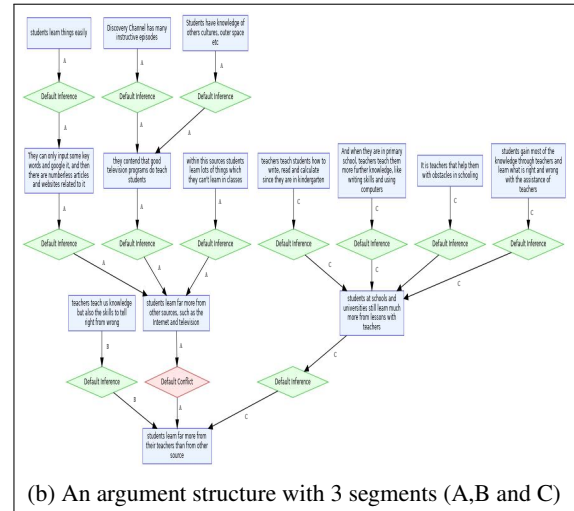 students learn things easily
Discovery Channel has many
instructive episodes
Students have knowledge of
others cultures, outer space
etc
A
A
A
Default Inference
Default Inference
Default Inference
A
A
A
They can only input some key
words and google it, and then
there are numberless articles
and websites related to it
they contend that good
television programs do teach
students
within this sources students
learn lots of things which
they can't learn in classes
teachers teach students how to
write, read and calculate
since they are in kindergarten
And when they are in primary
school, teachers teach them
more further knowledge, like
writing skills and using
computers
It is teachers that help them
with obstacles in schooling
students gain most of the
knowledge through teachers and
learn what is right and wrong
with the assistance of
teachers
A
A
A
C
C
C
C
Default Inference
Default Inference
Default Inference
Default Inference
Default Inference
Default Inference
Default Inference
A
A
A
C
C
C
C
teachers teach us knowledge
but also the skills to tell
right from wrong
students learn far more from
other sources, such as the
Internet and television
students at schools and
universities still learn much
more from lessons with
teachers
B
A
C
Default Inference
Default Conflict
Default Inference
B
A
C
students learn far more from
their teachers than from other
source
(b) An argument structure with 3 segments (A,B and C)